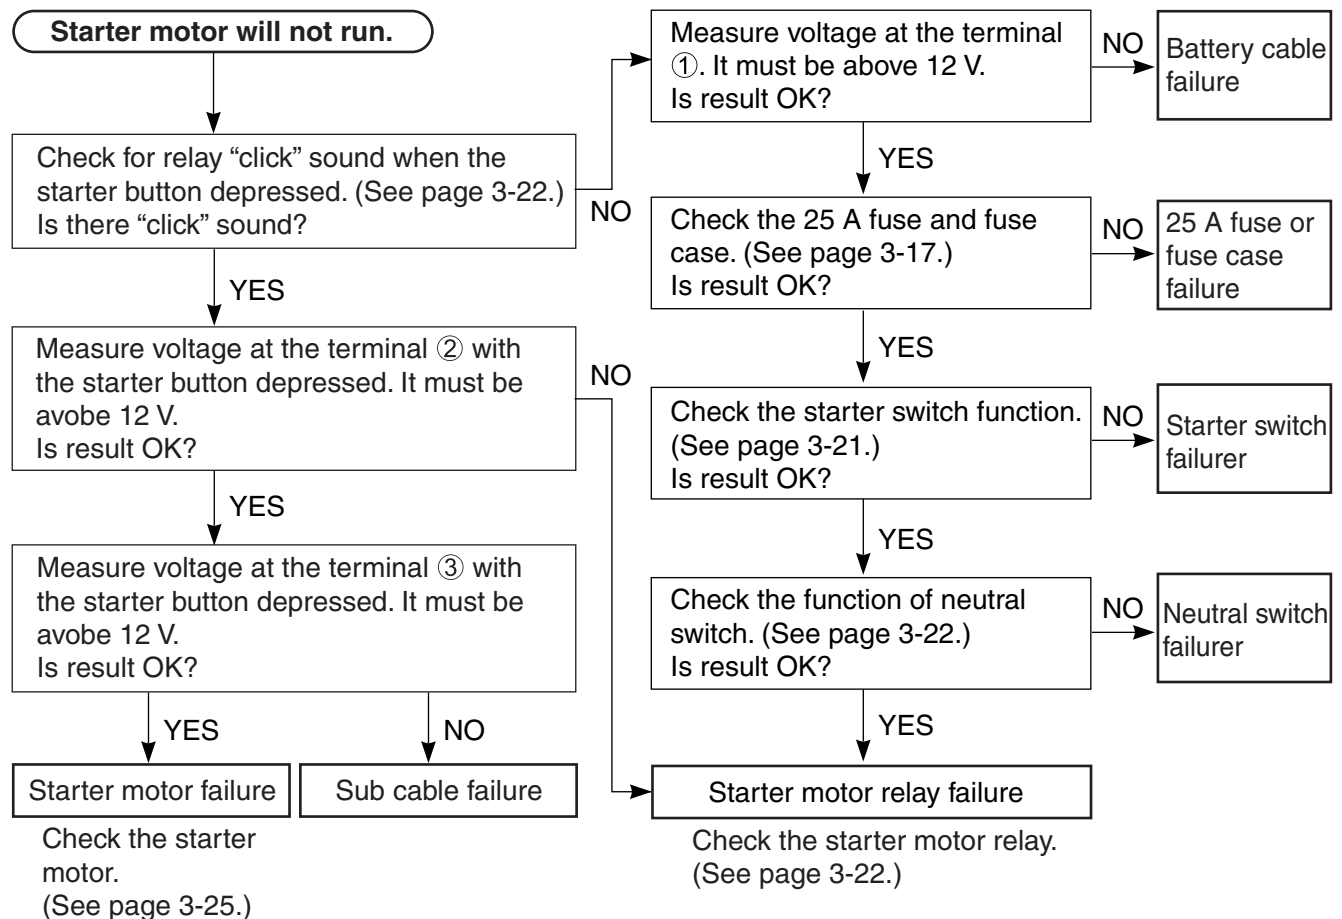 Starter motor will not run.
Check for relay “click” sound when the
starter button depressed. (See page 3-22.)
Is there “click” sound?
NO
YES
Measure voltage at the terminal ② with
the starter button depressed. It must be
avobe 12 V.
Is result OK?
NO
YES
Measure voltage at the terminal ③ with
the starter button depressed. It must be
avobe 12 V.
Is result OK?
YES
NO
Starter motor failure
Sub cable failure
Check the starter
motor.
(See page 3-25.)
Measure voltage at the terminal
①. It must be above 12 V.
Is result OK?
NO
Battery cable
failure
YES
Check the 25 A fuse and fuse
case. (See page 3-17.)
Is result OK?
NO
25 A fuse or
fuse case
failure
YES
Check the starter switch function.
(See page 3-21.)
Is result OK?
NO
Starter switch
failurer
YES
Check the function of neutral
switch. (See page 3-22.)
Is result OK?
NO
Neutral switch
failurer
YES
Starter motor relay failure
Check the starter motor relay.
(See page 3-22.)